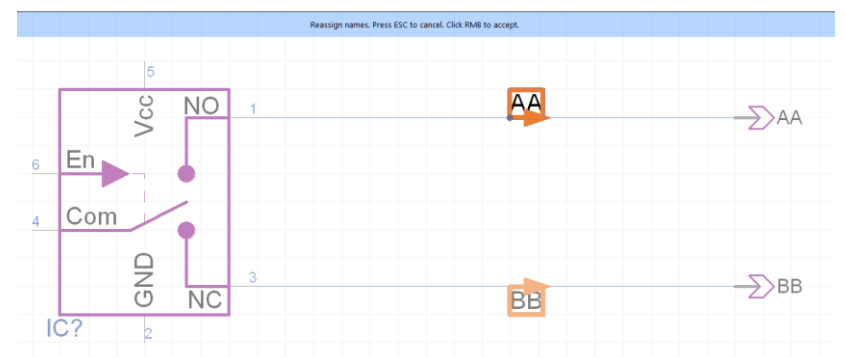 Reassign names. Press ESC to cancel. Click RMB to accept.
5
Vcc
NO
1
AA
AA
6
En
4
Com
GND
NC
3
BB
BB
IC?
2